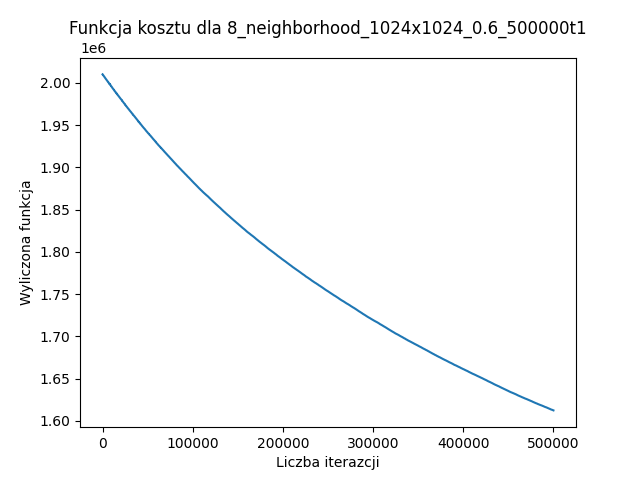 Funkcja kosztu dla 8_neighborhood_1024x1024_0.6_500000t1
1e6
2.00
1.95
1.90
1.85
1.80
1.75
1.70
1.65
1.60
Wyliczona funkcja
0 100000 200000 300000 400000 500000
Liczba iterazcji